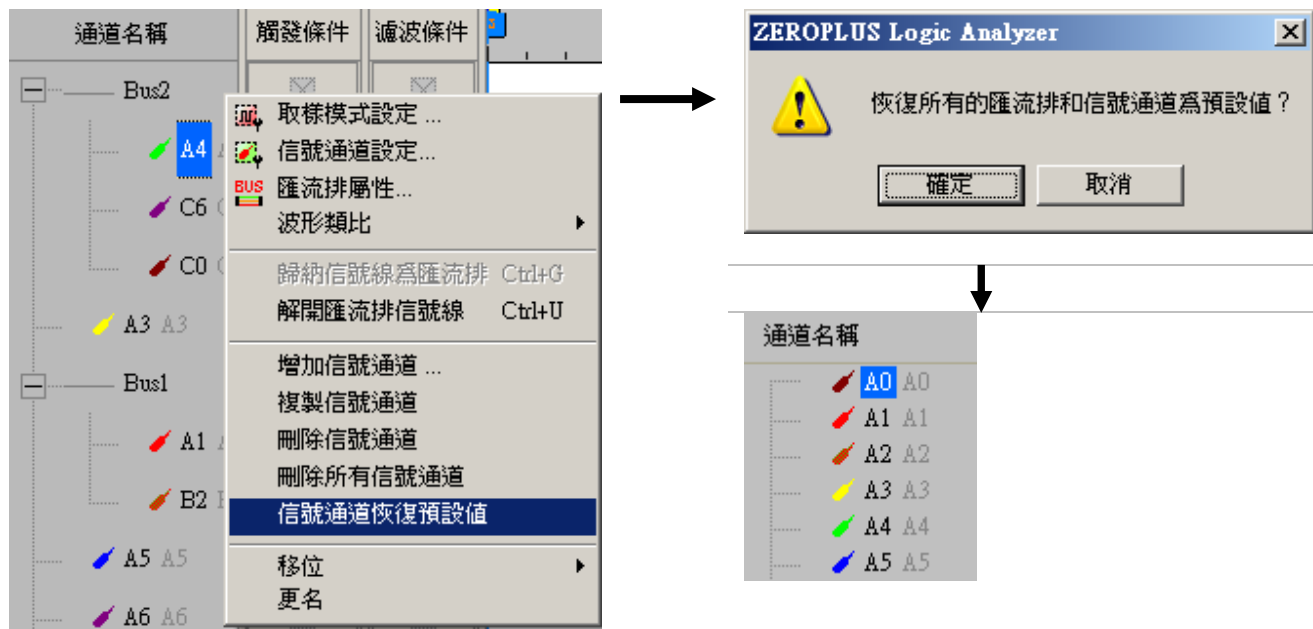 通道名稱
觸發條件
濾波條件
Bus2
A4
C6
C0
A3 A3
Bus1
A1
B2
A5 A5
A6 A6
取樣模式設定 ...
信號通道設定...
BUS 匯流排屬性...
波形類比
歸納信號線爲匯流排 Ctrl+G
解開匯流排信號線 Ctrl+U
增加信號通道 ...
複製信號通道
刪除信號通道
刪除所有信號通道
信號通道恢復預設値
移位
更名
ZEROPLUS Logic Analyzer
恢復所有的匯流排和信號通道爲預設値？
確定
取消
通道名稱
A0 A0
A1 A1
A2 A2
A3 A3
A4 A4
A5 A5